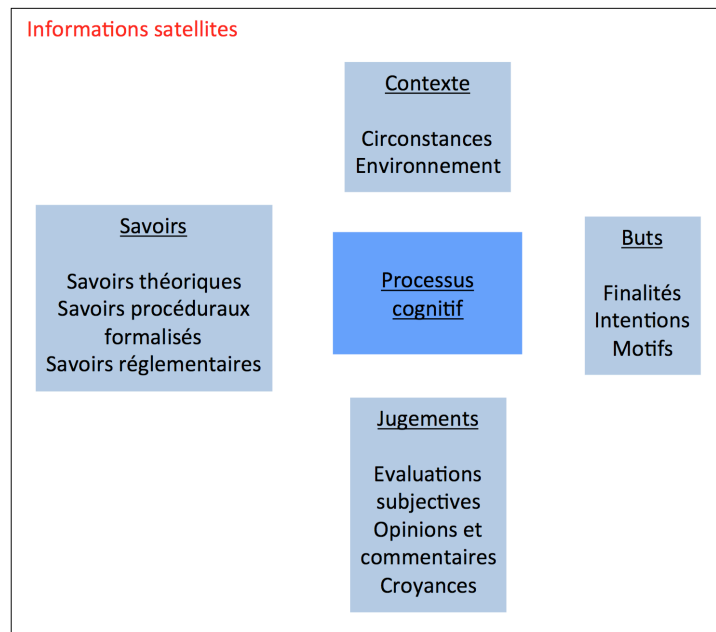 Informations satellites
Contexte
Circonstances
Environnement
Savoirs
Savoirs théoriques
Savoirs procéduraux
formalisés
Savoirs réglementaires
Processus
cognitif
Buts
Finalités
Intentions
Motifs
Jugements
Evaluations
subjectives
Opinions et
commentaires
Croyances